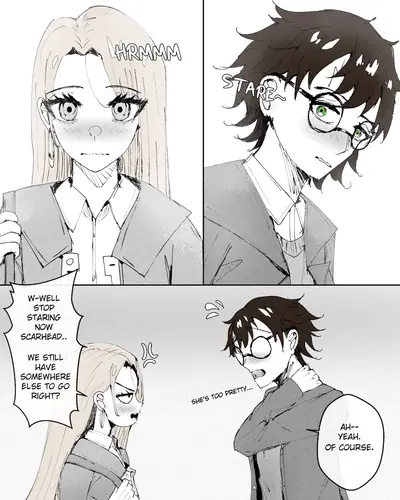 HRMMM
STARE~
W-WELL
STOP
STARING
NOW
SCARHEAD..
WE STILL
HAVE
SOMEWHERE
ELSE TO GO
RIGHT?
SHE'S TOO PRETTY...
AH--
YEAH.
OF COURSE.